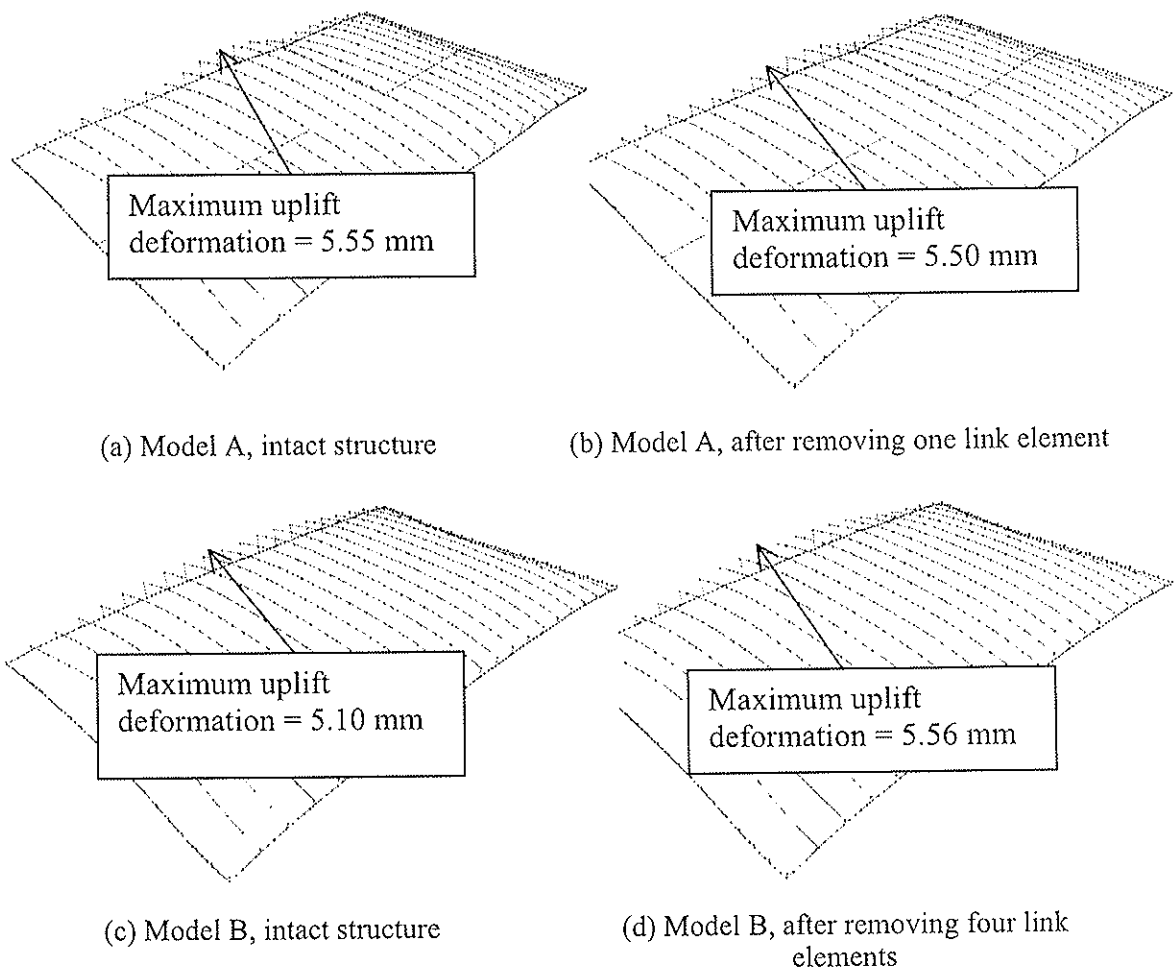 Maximum uplift
deformation = 5.55 mm
Maximum uplift
deformation = 5.50 mm
(a) Model A, intact structure
(b) Model A, after removing one link element
Maximum uplift
deformation = 5.10 mm
Maximum uplift
deformation = 5.56 mm
(c) Model B, intact structure
(d) Model B, after removing four link
elements